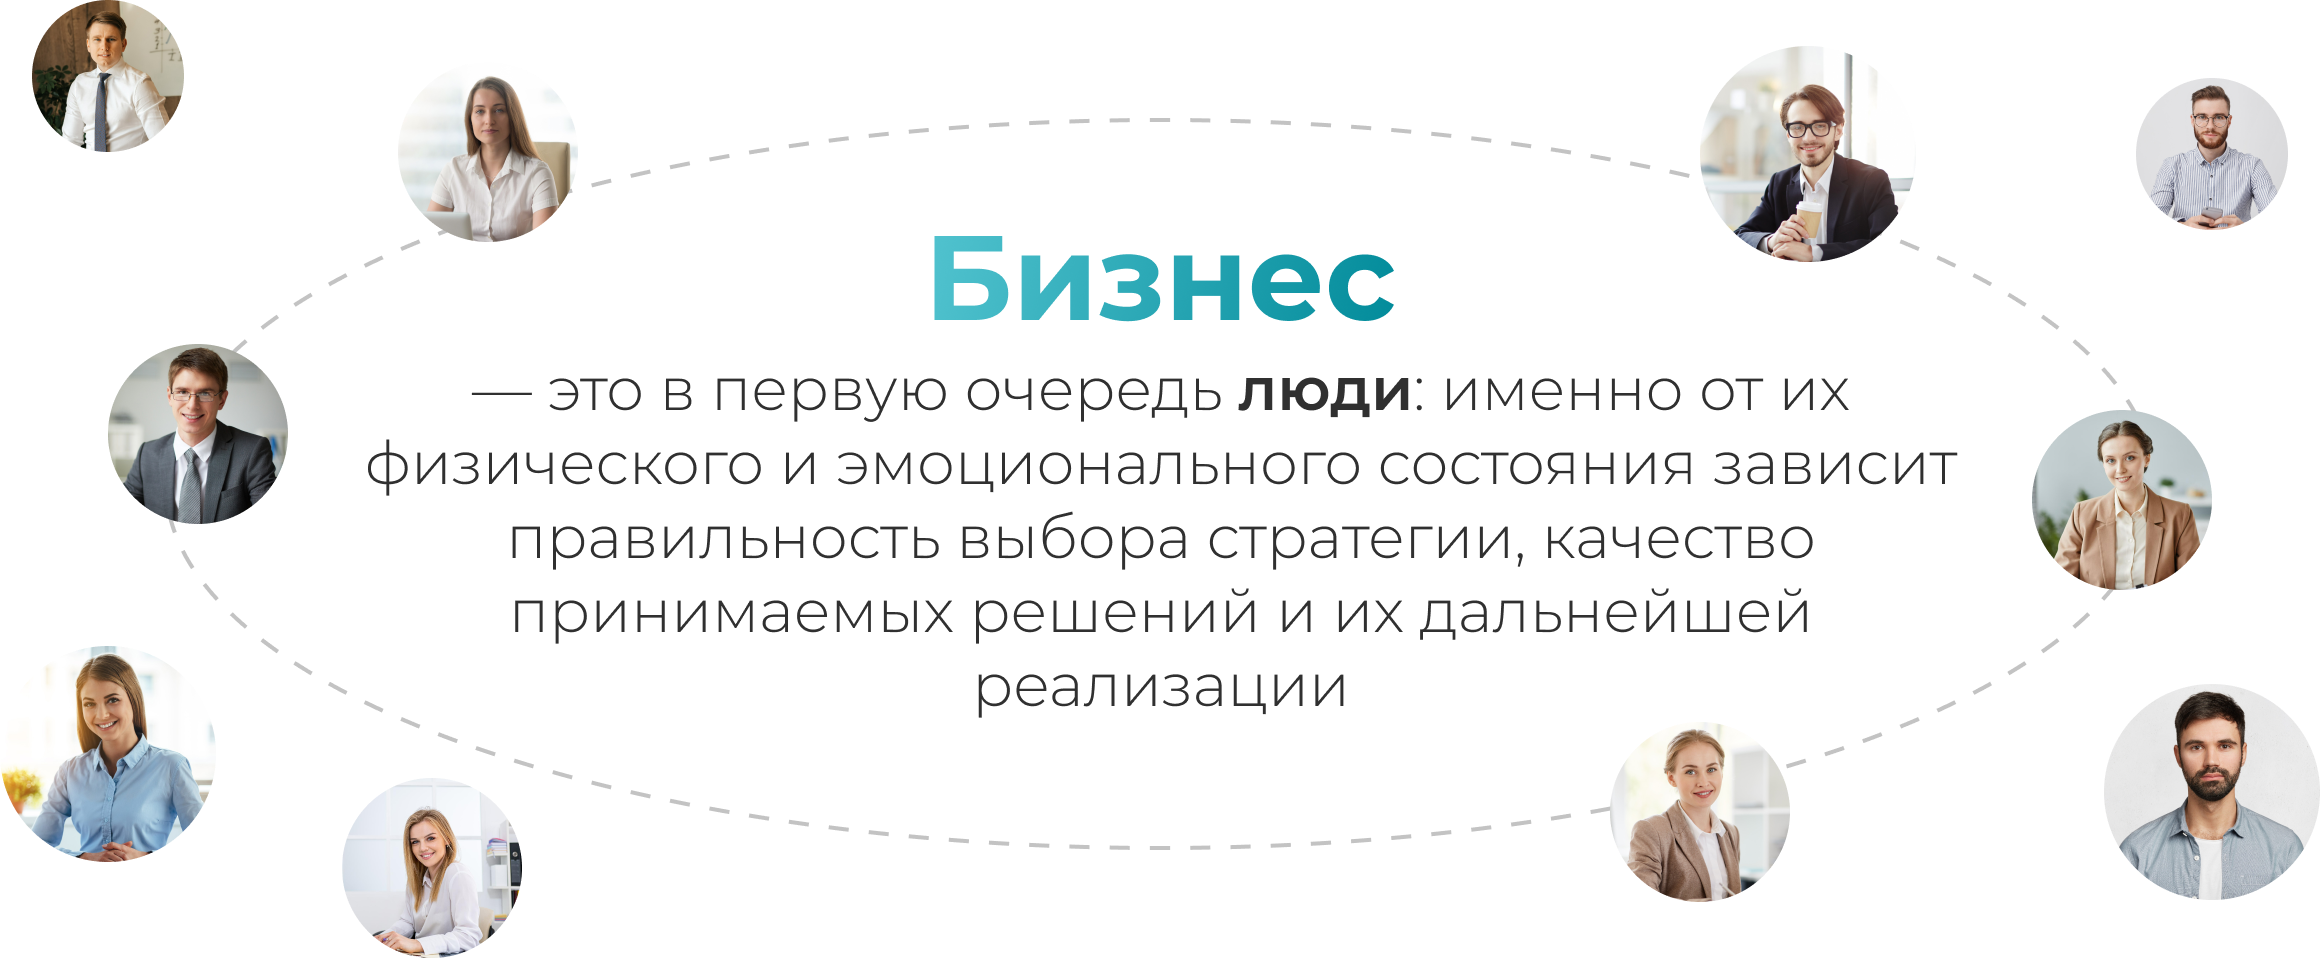 Бизнес
— это в первую очередь люди: именно от их
физического и эмоционального состояния зависит
правильность выбора стратегии, качество
принимаемых решений и их дальнейшей
реализации